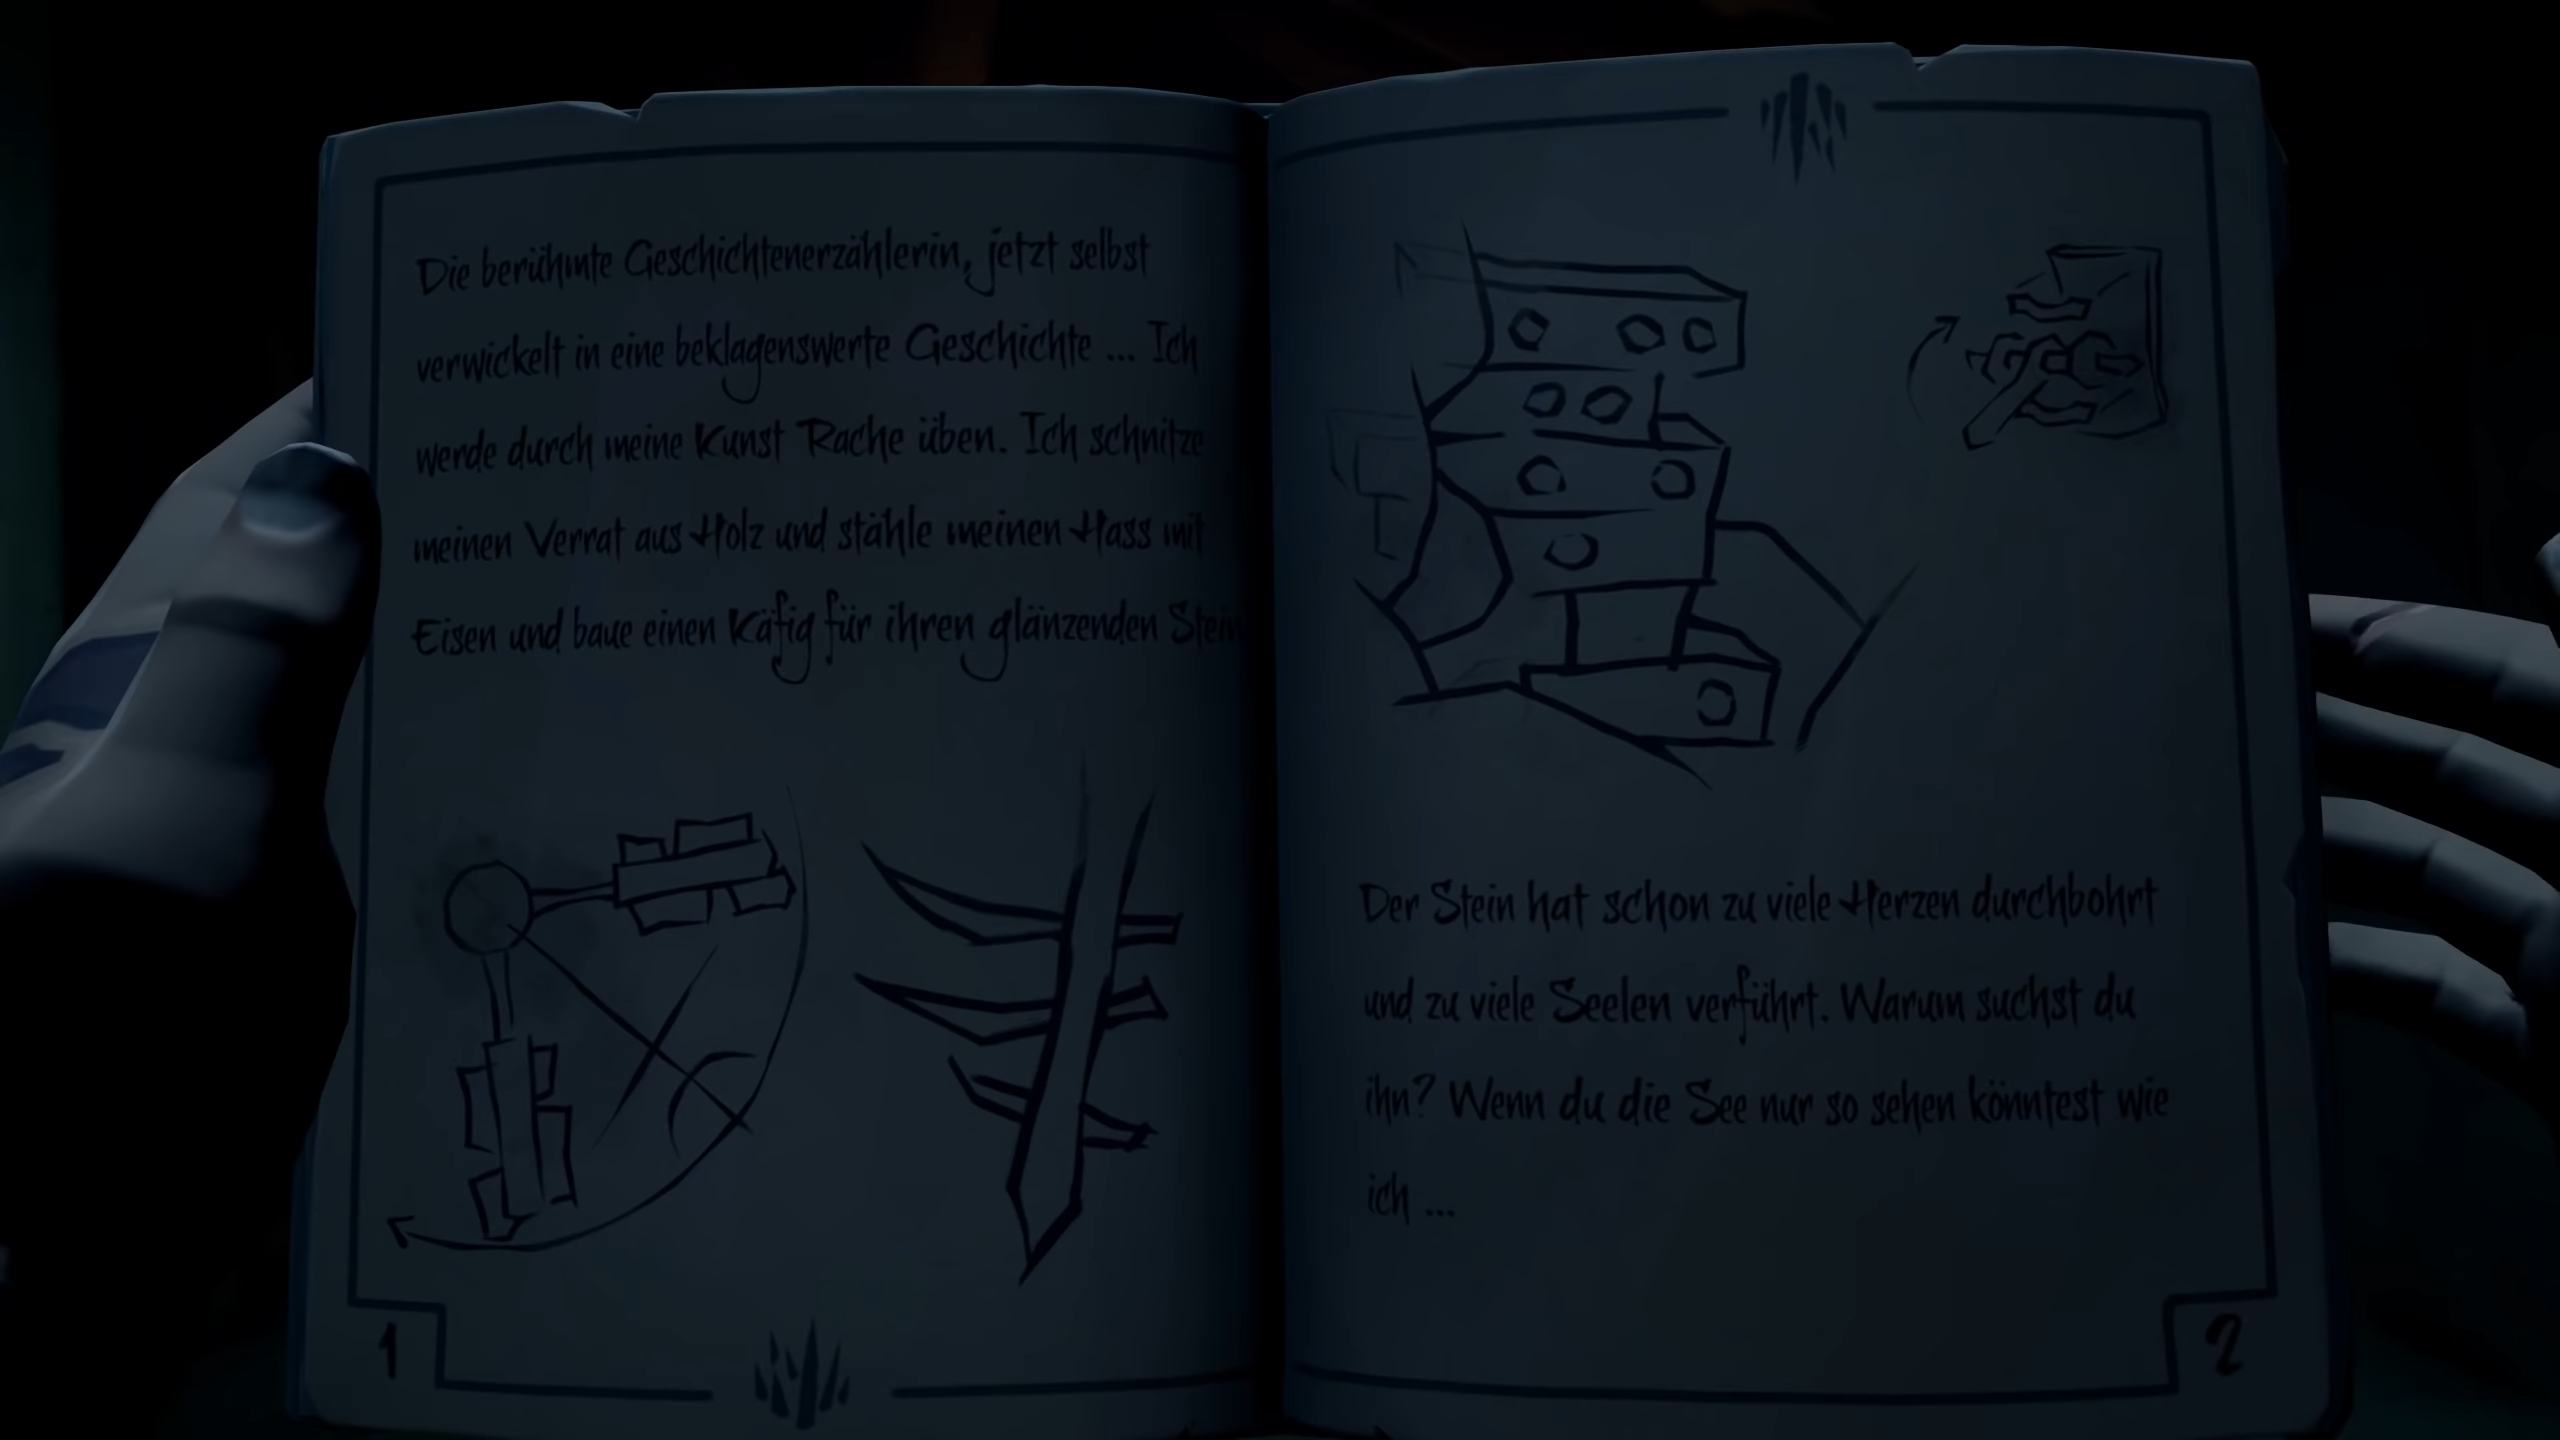 Die berühmte Geschichtenerzählerin, jetzt selbst
verwickelt in eine beklagenswerte Geschichte ... Ich
werde durch meine Kunst Rache üben. Ich schnitze
meinen Verrat aus Holz und stähle meinen Hass mit
Eisen und baue einen Käfig für ihren glänzenden Stein
1
Der Stein hat schon zu viele Herzen durchbohrt
und zu viele Seelen verführt. Warum suchst du
ihn? Wenn du die See nur so sehen könntest wie
ich ...
2